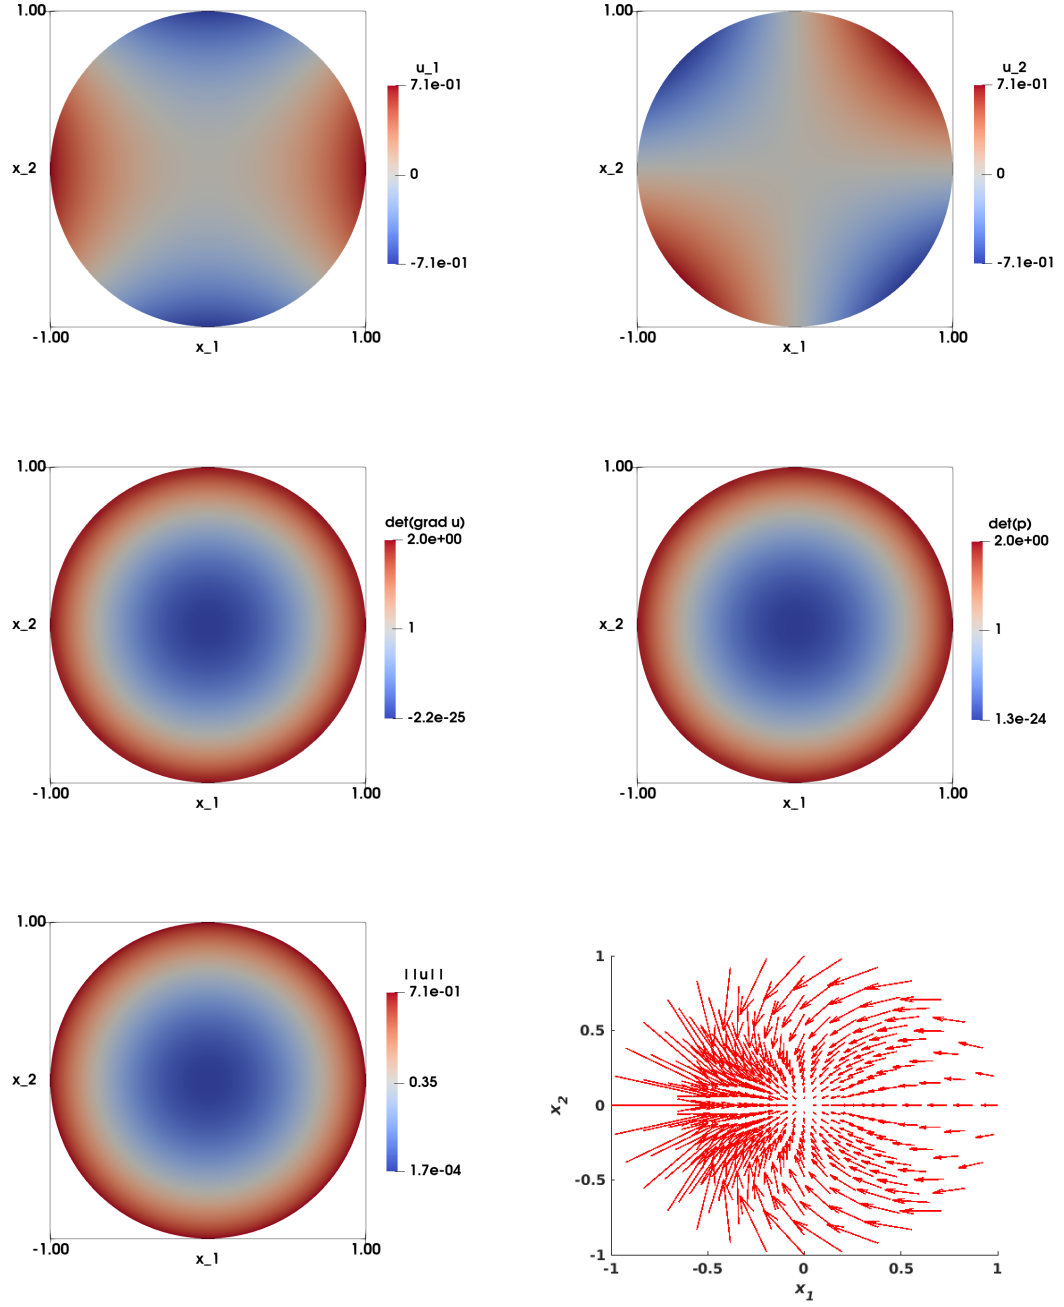 1.00
u_1
7.1e-01
x_2
0
-7.1e-01
-1.00
x_1
1.00
1.00
u_2
7.1e-01
x_2
0
-7.1e-01
-1.00
x_1
1.00
1.00
det(grad u)
2.0e+00
x_2
1
-2.2e-25
-1.00
x_1
1.00
1.00
det(p)
2.0e+00
x_2
1
1.3e-24
-1.00
x_1
1.00
1.00
||u||
7.1e-01
x_2
0.35
1.7e-04
-1.00
x_1
1.00
1
0.5
x_2
0
-0.5
-1
-1
-0.5
0
0.5
1
x_1